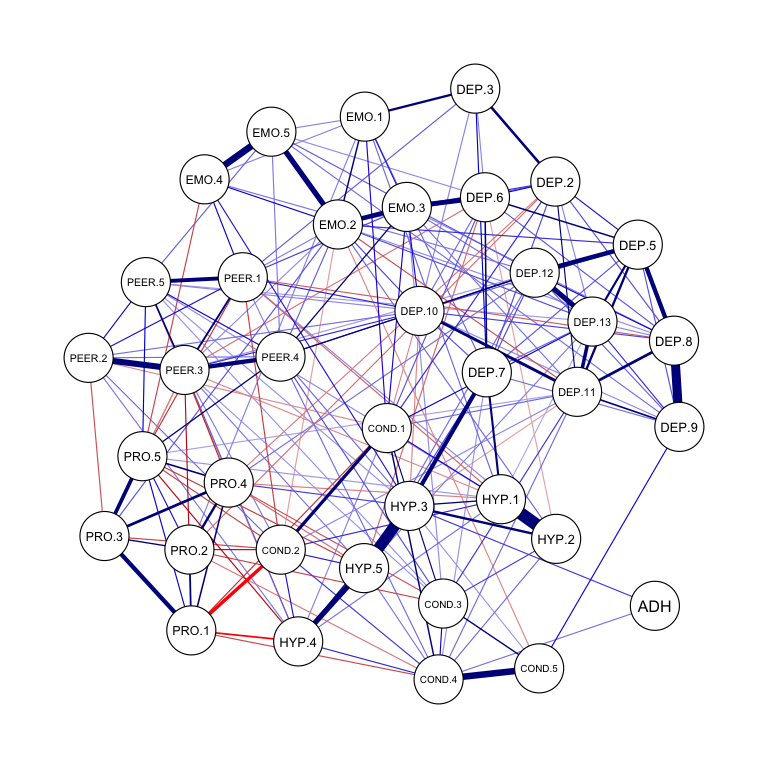 DEP.3
EMO.1
EMO.5
EMO.4
DEP.2
DEP.6
EMO.3
EMO.2
DEP.5
DEP.12
PEER.1
PEER.5
DEP.10
DEP.13
DEP.8
PEER.2
PEER.3
PEER.4
DEP.7
DEP.11
DEP.9
COND.1
PRO.5
PRO.4
HYP.1
HYP.3
PRO.3
PRO.2
COND.2
HYP.2
HYP.5
COND.3
ADH
PRO.1
HYP.4
COND.4
COND.5